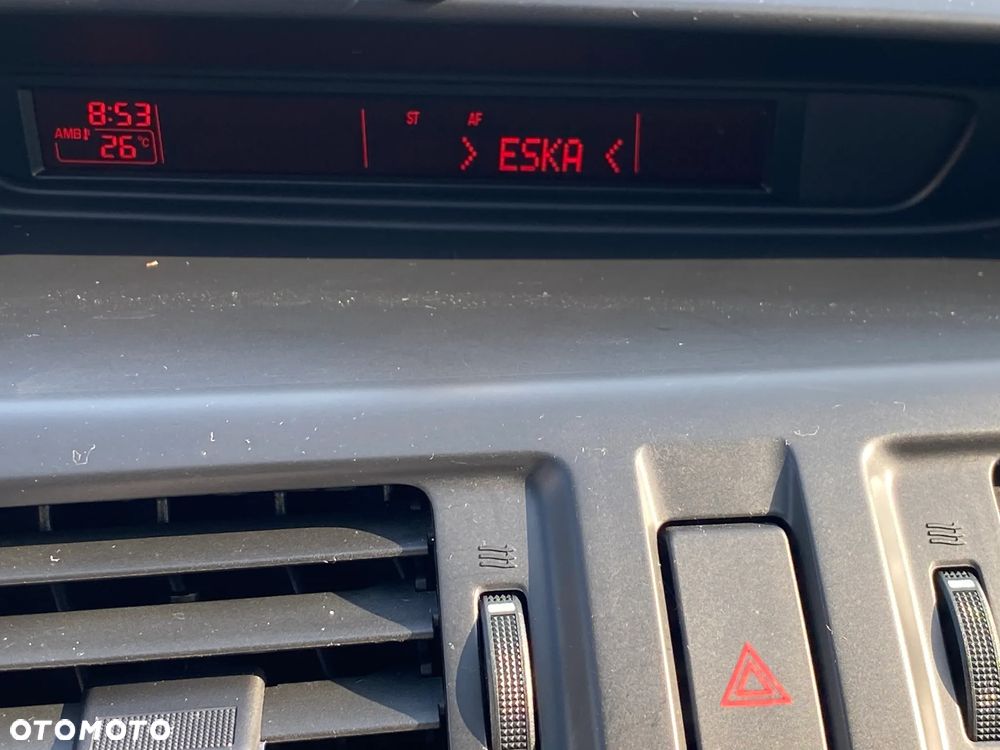 8:53
AMB 26 °C
ST AF
> ESKA <
OTOMOTO